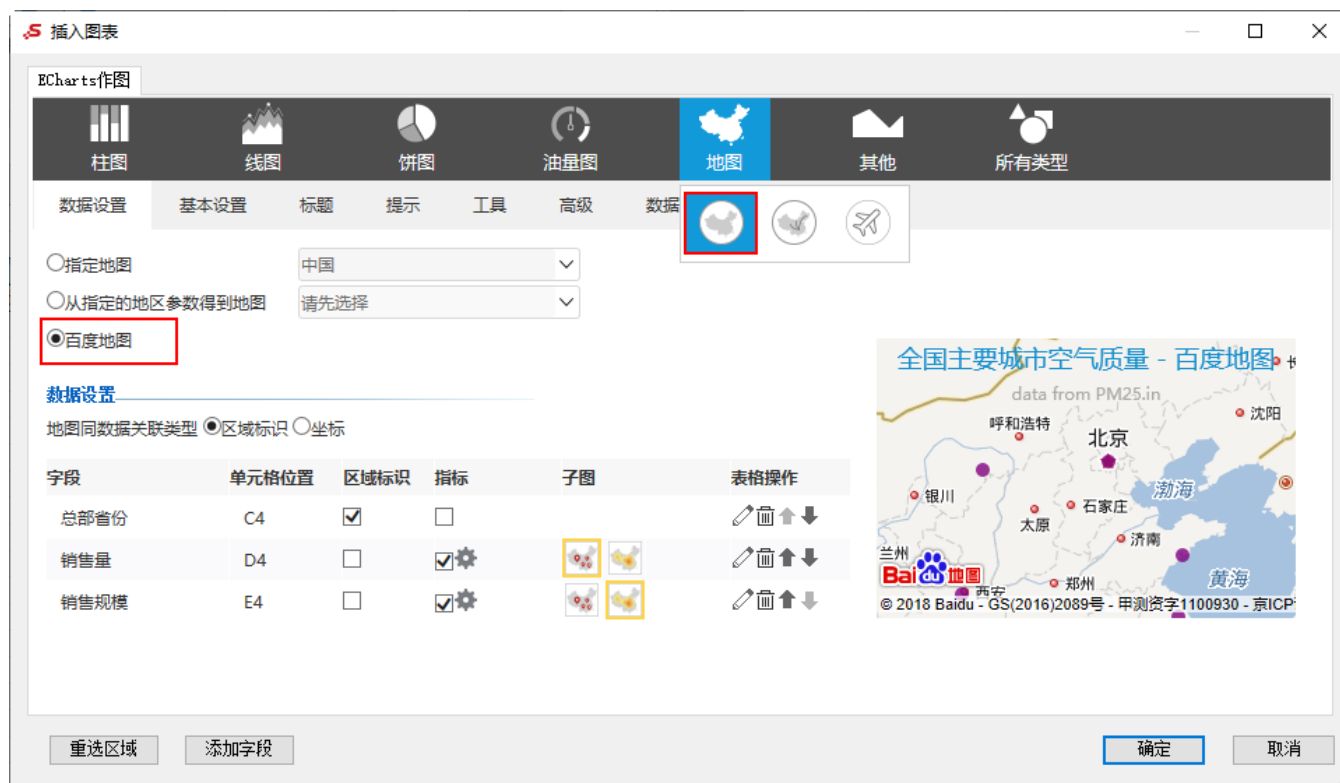 插入图表
ECharts作图
柱图 线图 饼图 油量图 地图 其他 所有类型
数据设置 基本设置 标题 提示 工具 高级 数据
指定地图 中国
从指定的地区参数得到地图 请先选择
百度地图
数据设置
地图同数据关联类型 区域标识 坐标
字段 单元格位置 区域标识 指标 子图 表格操作
总部省份 C4
销售量 D4
销售规模 E4
全国主要城市空气质量 - 百度地图
data from PM25.in
沈阳
呼和浩特
北京
银川
渤海
石家庄
太原
济南
兰州
Bai du 地图
郑州
黄海
西安
© 2018 Baidu - GS(2016)2089号 - 甲测资字1100930 - 京ICP
重选区域 添加字段 确定 取消